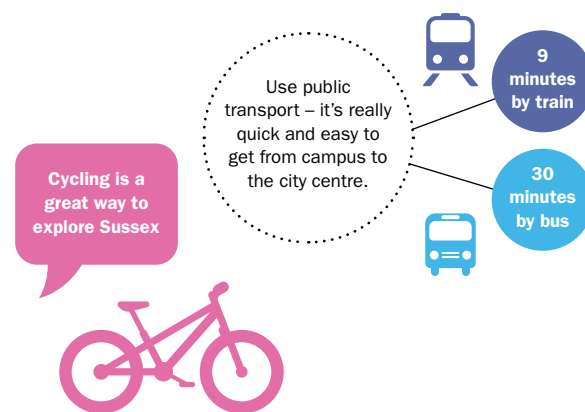 Use public
transport – it's really
quick and easy to
get from campus to
the city centre.
9
minutes
by train
30
minutes
by bus
Cycling is a
great way to
explore Sussex